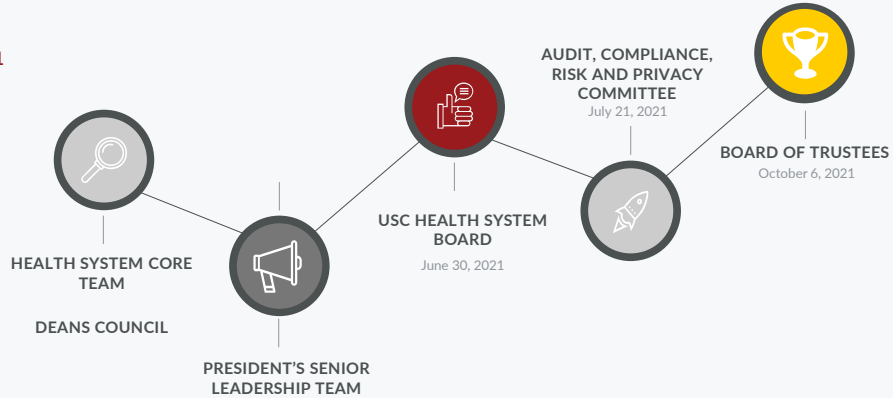 HEALTH SYSTEM CORE
TEAM
DEANS COUNCIL
PRESIDENT’S SENIOR
LEADERSHIP TEAM
USC HEALTH SYSTEM
BOARD
June 30, 2021
AUDIT, COMPLIANCE,
RISK AND PRIVACY
COMMITTEE
July 21, 2021
BOARD OF TRUSTEES
October 6, 2021